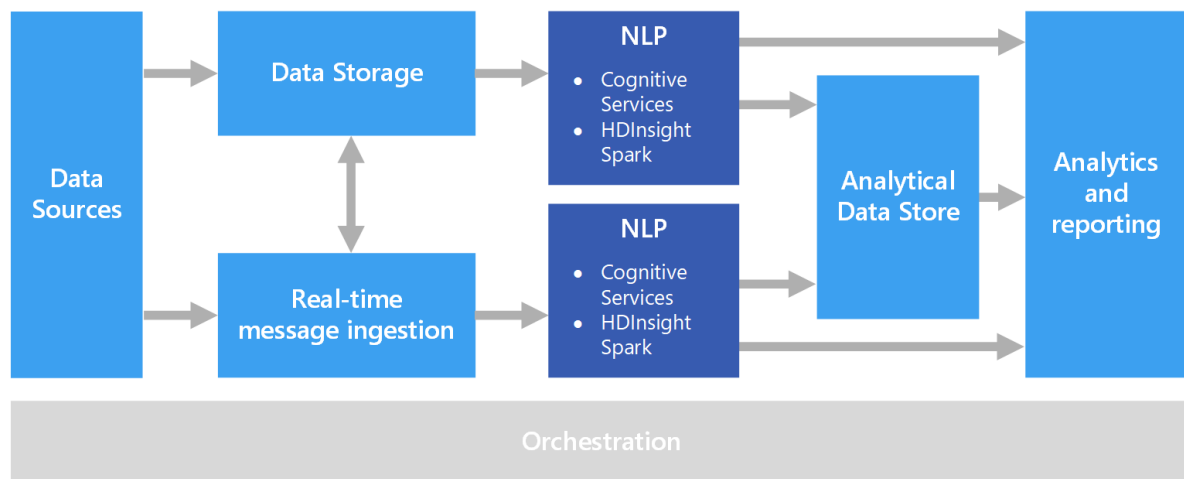 Data
Sources
Data Storage
Real-time
message ingestion
NLP
● Cognitive
Services
● HDInsight
Spark
NLP
● Cognitive
Services
● HDInsight
Spark
Analytical
Data Store
Analytics
and
reporting
Orchestration